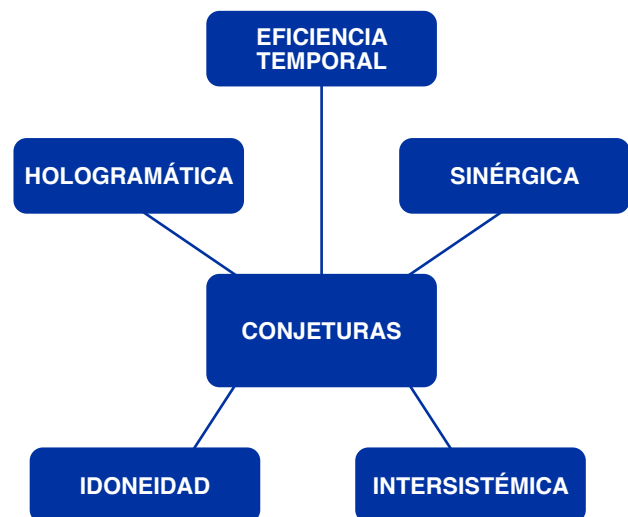 EFICIENCIA
TEMPORAL
HOLOGRAMÁTICA
SINÉRGICA
CONJETURAS
IDONEIDAD
INTERSISTÉMICA